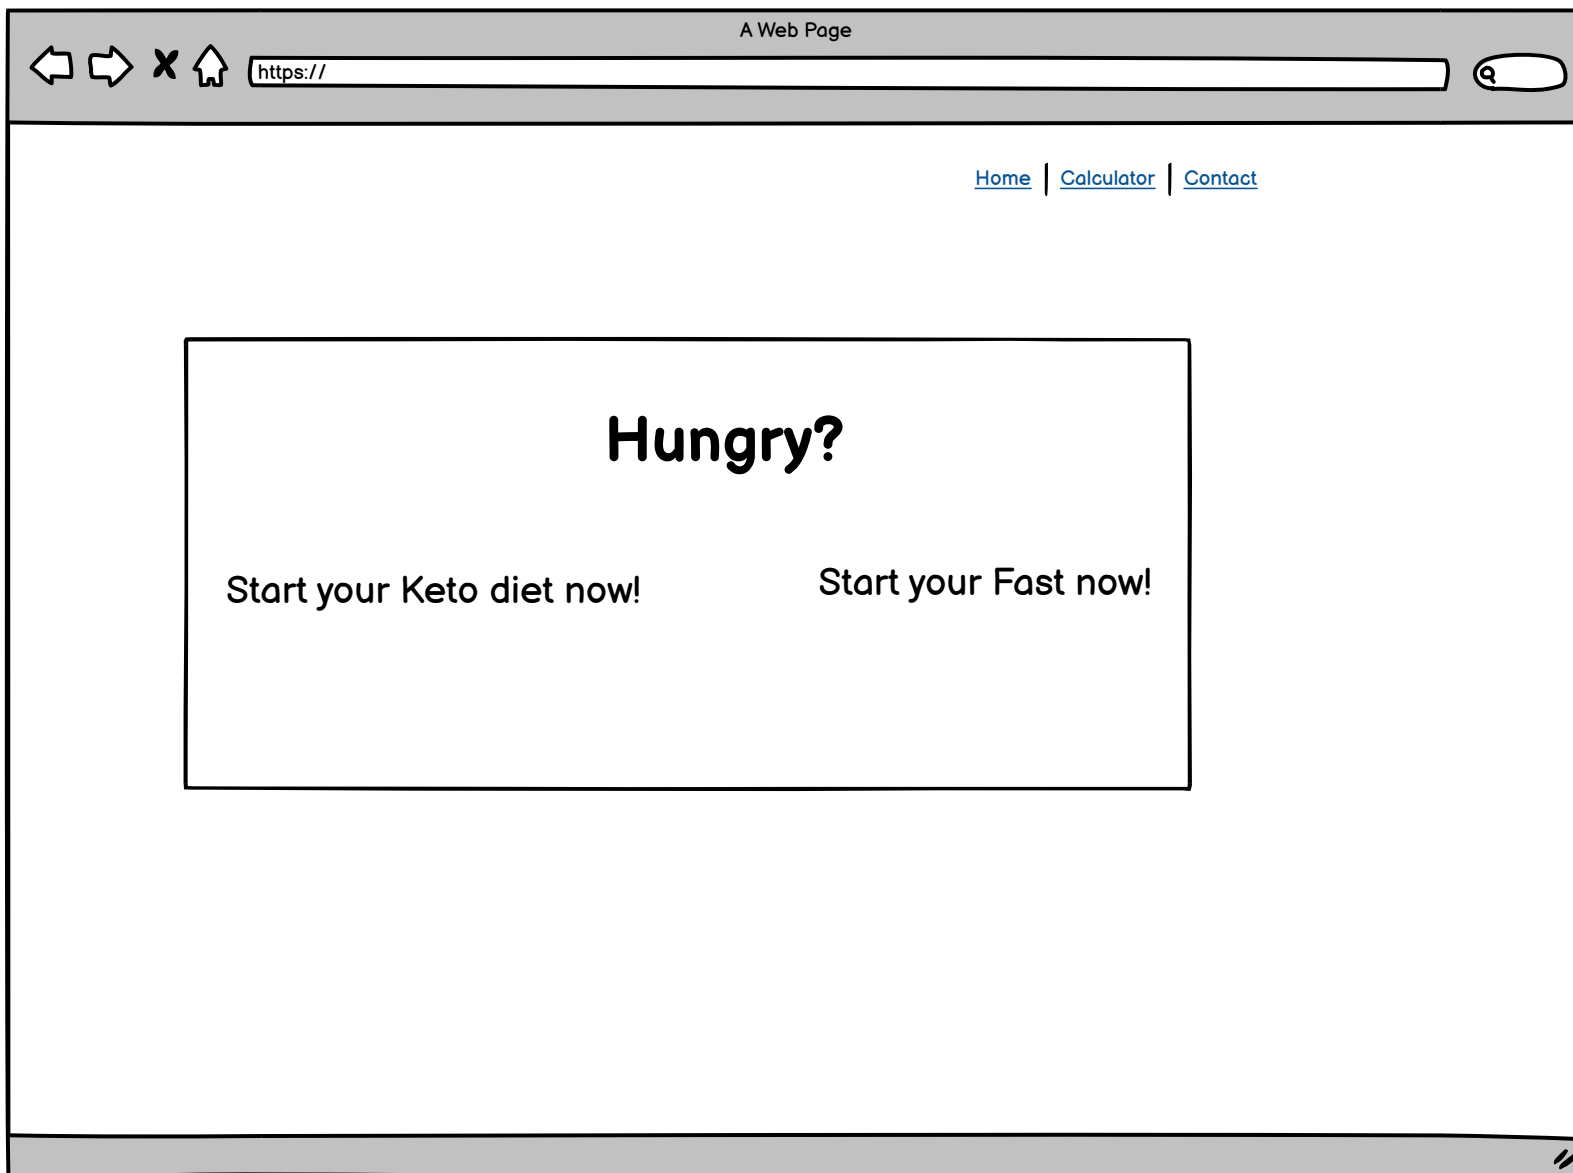 A Web Page
https://
Home Calculator Contact
Hungry?
Start your Keto diet now!
Start your Fast now!